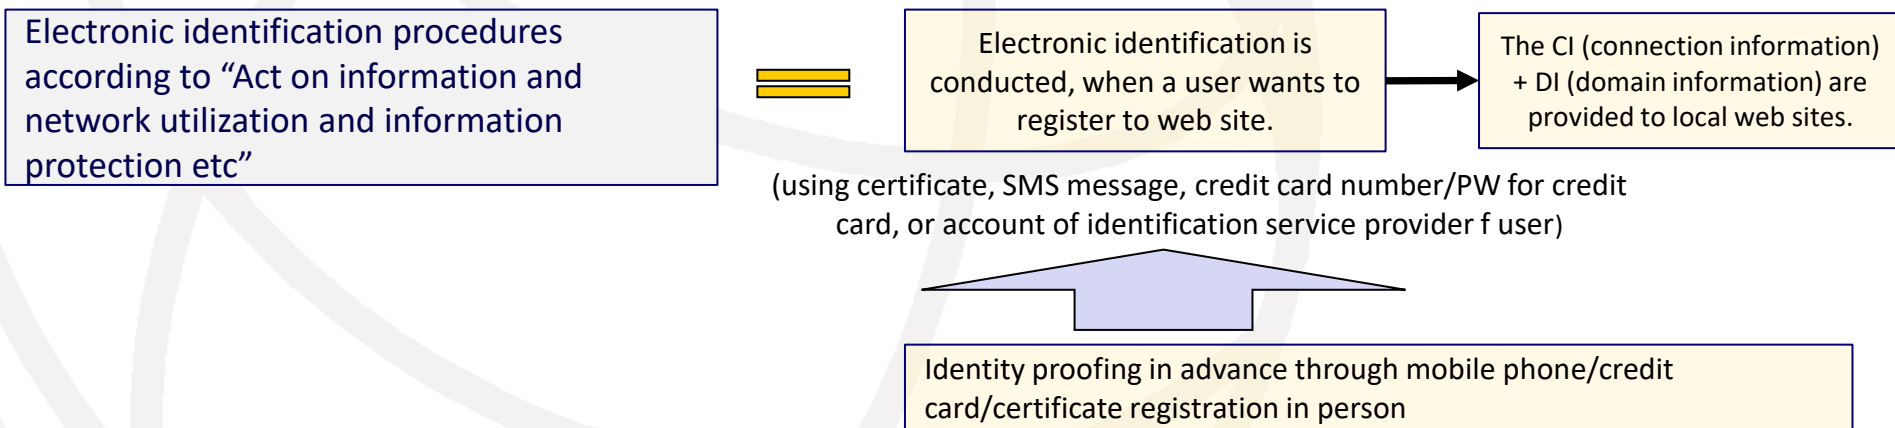 Electronic identification procedures
according to “Act on information and
network utilization and information
protection etc”
Electronic identification is
conducted, when a user wants to
register to web site.
The CI (connection information)
+ DI (domain information) are
provided to local web sites.
(using certificate, SMS message, credit card number/PW for credit
card, or account of identification service provider f user)
Identity proofing in advance through mobile phone/credit
card/certificate registration in person